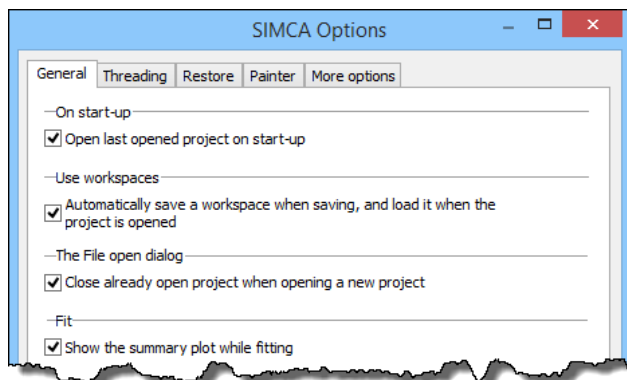 SIMCA Options
General Threading Restore Painter More options
On start-up
Open last opened project on start-up
Use workspaces
Automatically save a workspace when saving, and load it when the
project is opened
The File open dialog
Close already open project when opening a new project
Fit
Show the summary plot while fitting